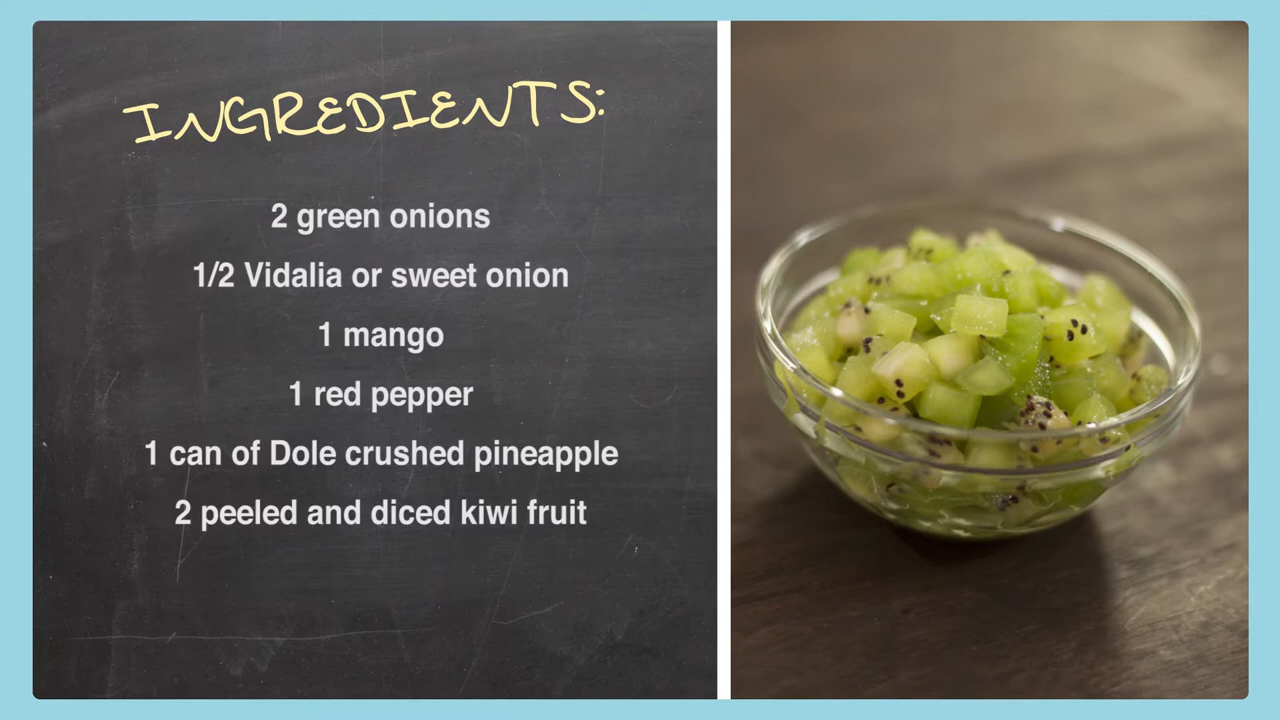 INGREDIENTS:
2 green onions
1/2 Vidalia or sweet onion
1 mango
1 red pepper
1 can of Dole crushed pineapple
2 peeled and diced kiwi fruit